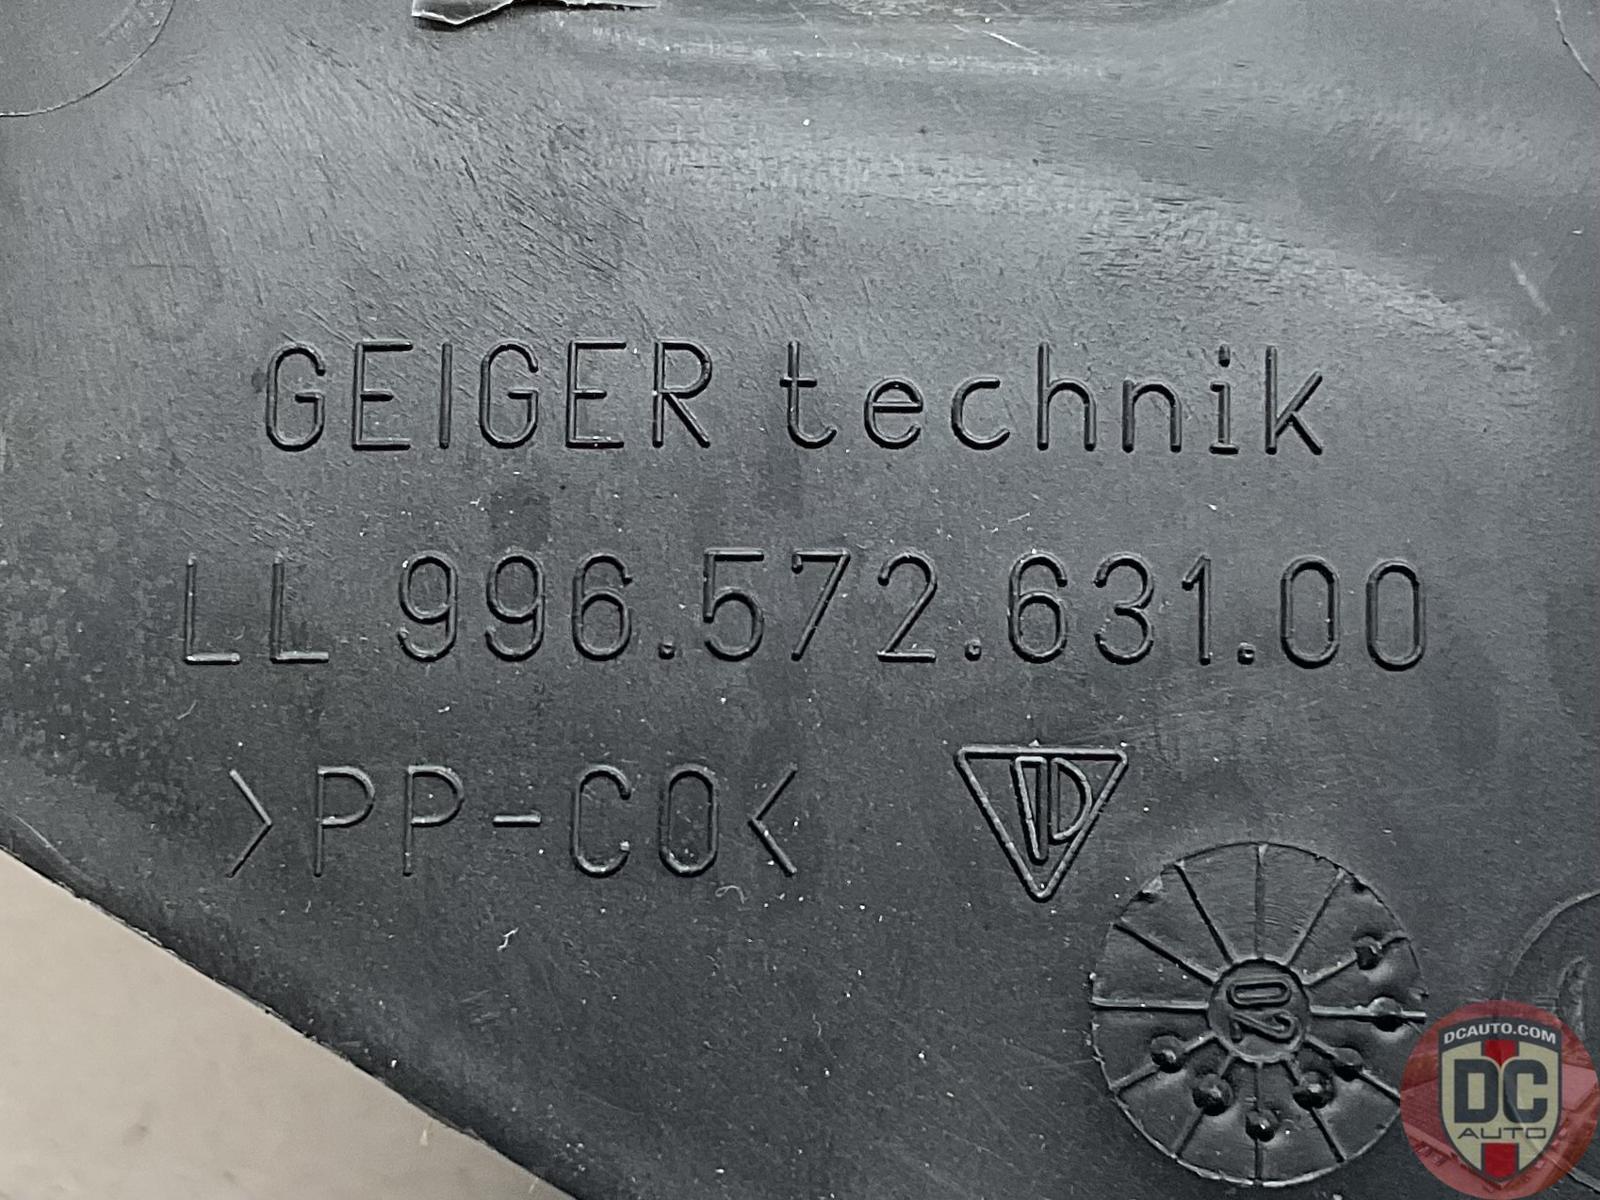 GEIGER technik
LL 996.572.631.00
>PP-CO<
02
DCAUTO.COM
DC
AUTO